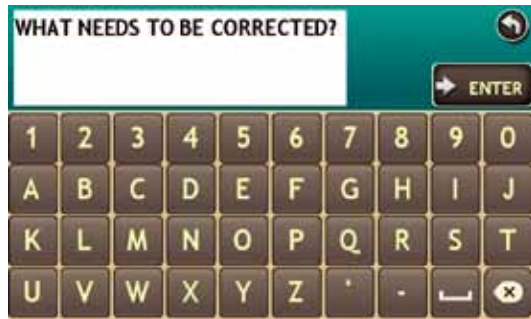 WHAT NEEDS TO BE CORRECTED?
ENTER
1 2 3 4 5 6 7 8 9 0
A B C D E F G H I J
K L M N O P Q R S T
U V W X Y Z ' -